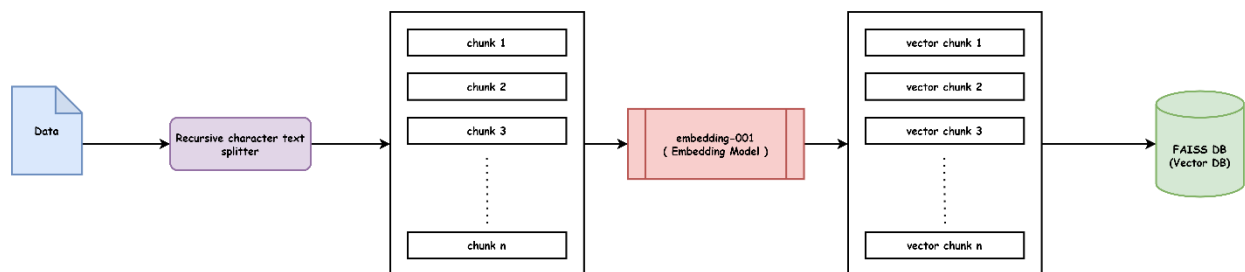 Data
Recursive character text
splitter
chunk 1
chunk 2
chunk 3
chunk n
embedding-001
( Embedding Model )
vector chunk 1
vector chunk 2
vector chunk 3
vector chunk n
FAISS DB
(Vector DB)